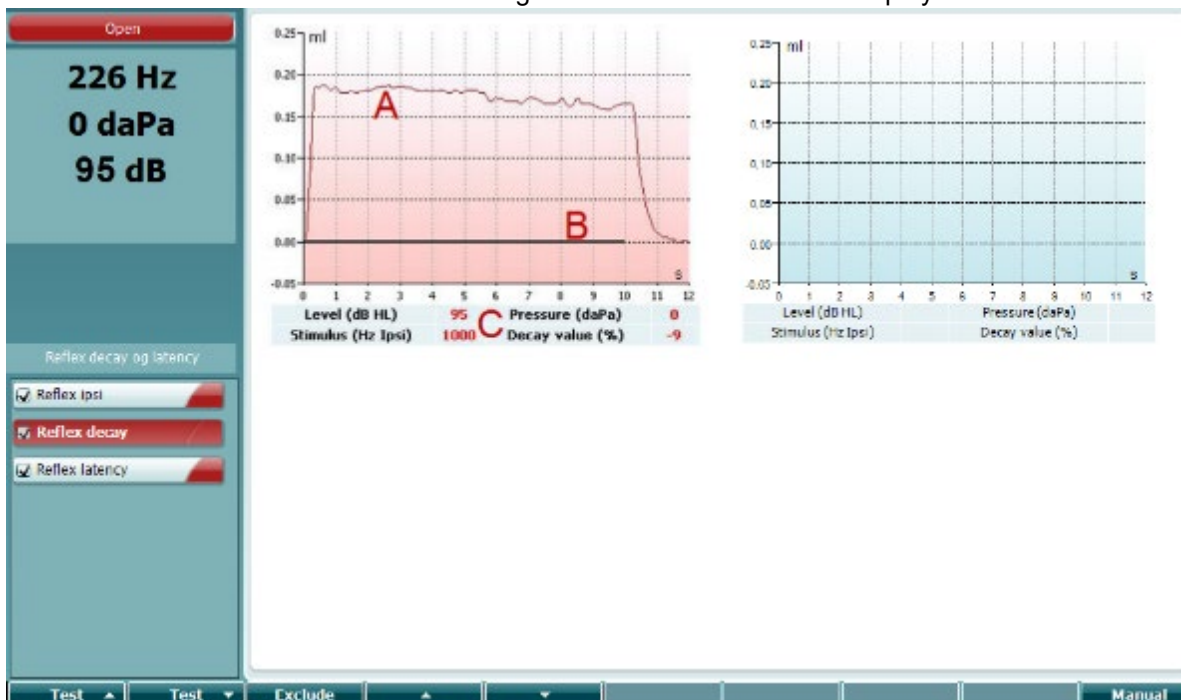 Open
226 Hz
0 daPa
95 dB
Reflex decay og latency
Reflex ipsi
Reflex decay
Reflex latency
0.25 ml
0.20
0.15
0.10
0.05
0.00
-0.05
A
B
s
0 1 2 3 4 5 6 7 8 9 10 11 12
Level (dB HL) 95 C Pressure (daPa) 0
Stimulus (Hz Ipsi) 1000 Decay value (%) -9
0,25 ml
0,20
0,15
0,10
0,05
0.00
-0.05
s
0 1 2 3 4 5 6 7 8 9 10 11 12
Level (dB HL) Pressure (daPa)
Stimulus (Hz Ipsi) Decay value (%)
Test Test Exclude Manual